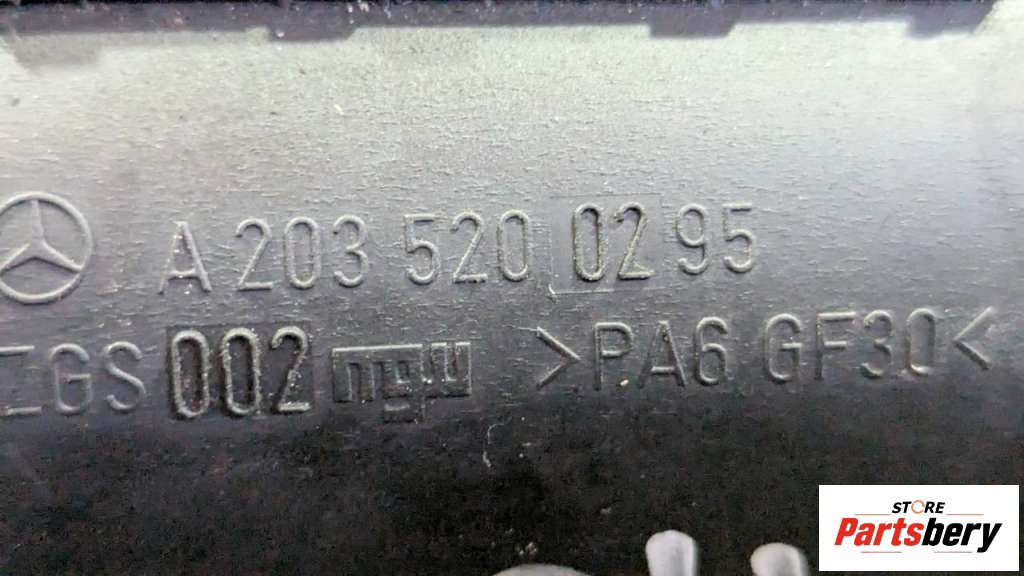 A 203 520 02 95
ZGS 002 >PA6 GF30<
STORE
Partsbery